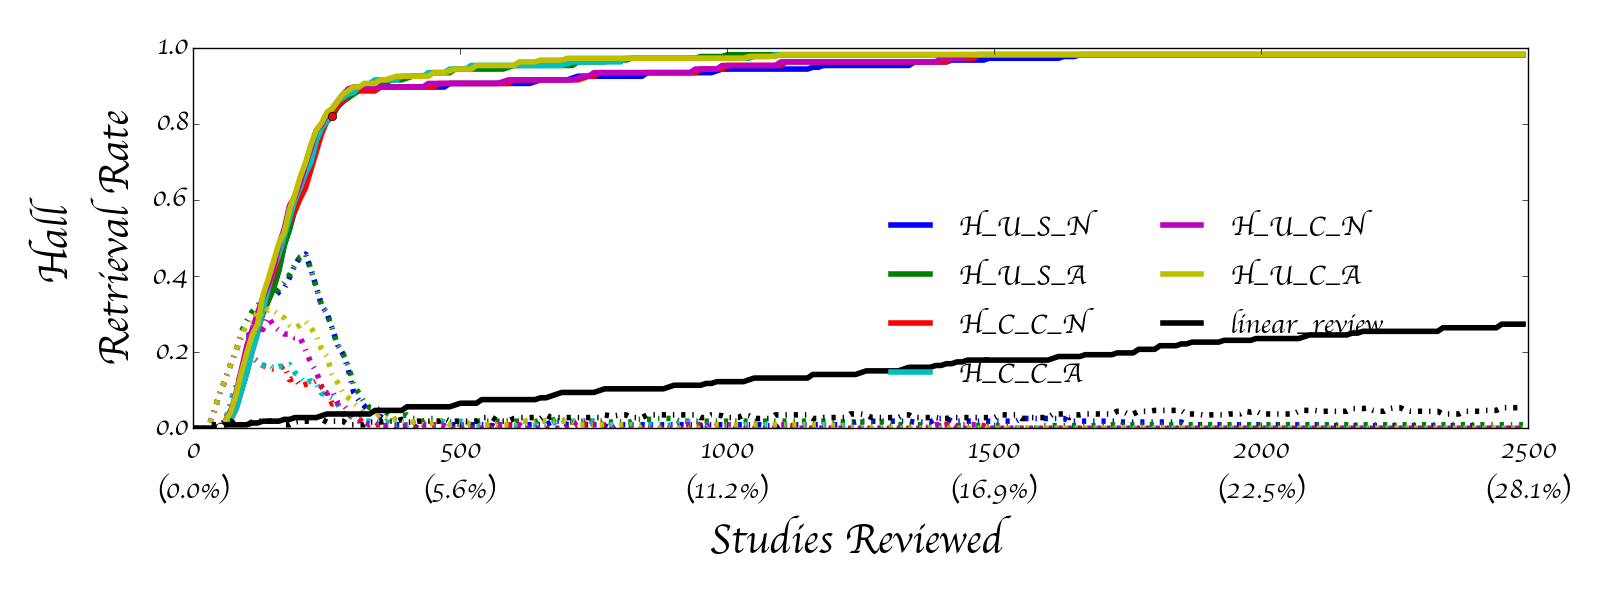 Hall
Retrieval Rate
1.0
0.8
0.6
0.4
0.2
0.0
H_U_S_N
H_U_S_A
H_C_C_N
H_C_C_A
H_U_C_N
H_U_C_A
linear_review
0 500 1000 1500 2000 2500
(0.0%) (5.6%) (11.2%) (16.9%) (22.5%) (28.1%)
Studies Reviewed